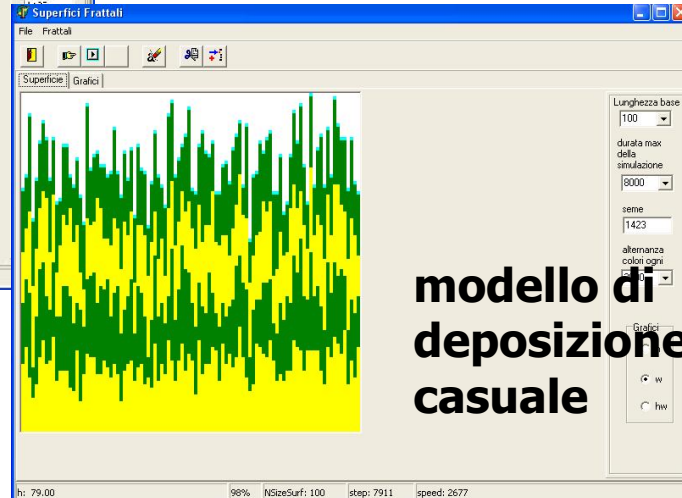 Superfici Frattali
File Frattali
Superficie Grafici
Lunghezza base
100
durata max
della
simulazione
8000
seme
1423
alternanza
colori ogni
modello di
deposizione
casuale
Grafici
w
hw
h: 79.00 98% NSizeSurf: 100 step: 7911 speed: 2677